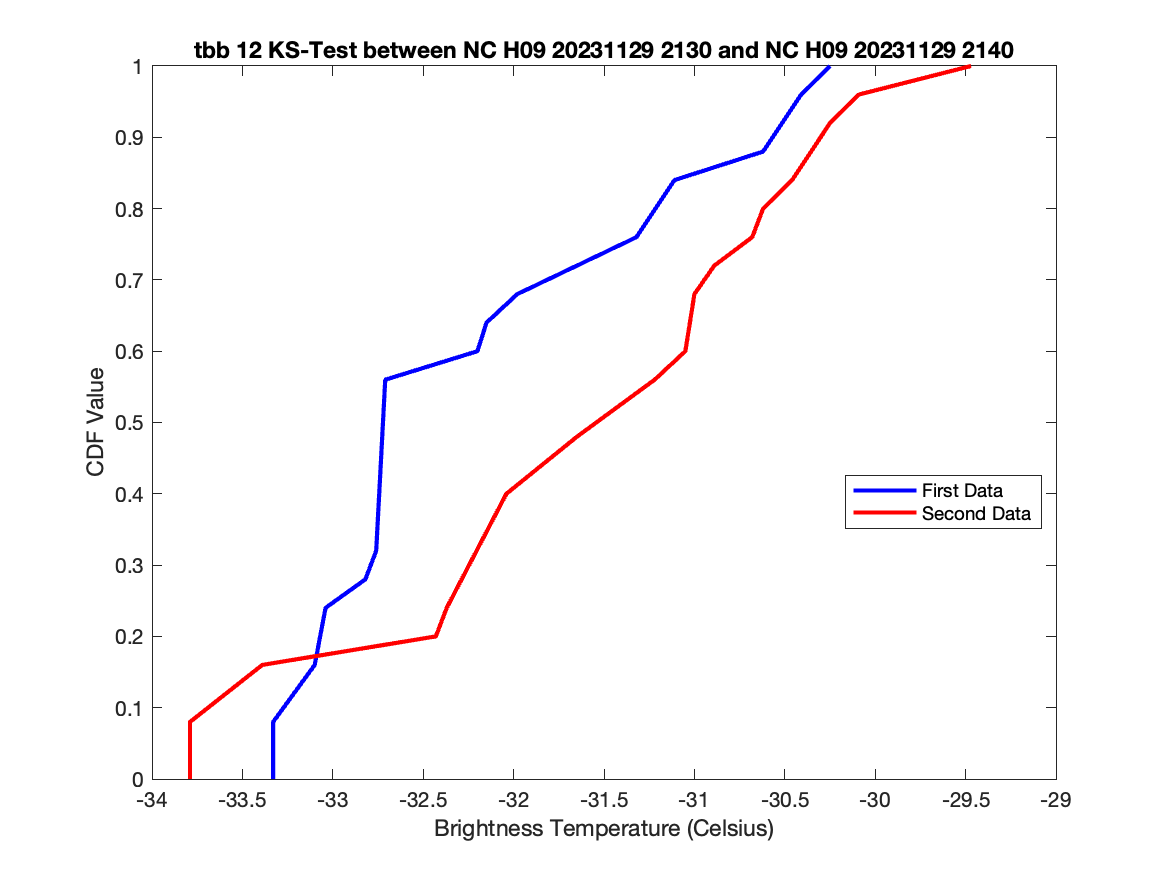 tbb 12 KS-Test between NC H09 20231129 2130 and NC H09 20231129 2140
1
0.9
0.8
0.7
0.6
0.5
0.4
0.3
0.2
0.1
0
CDF Value
First Data
Second Data
-34 -33.5 -33 -32.5 -32 -31.5 -31 -30.5 -30 -29.5 -29
Brightness Temperature (Celsius)